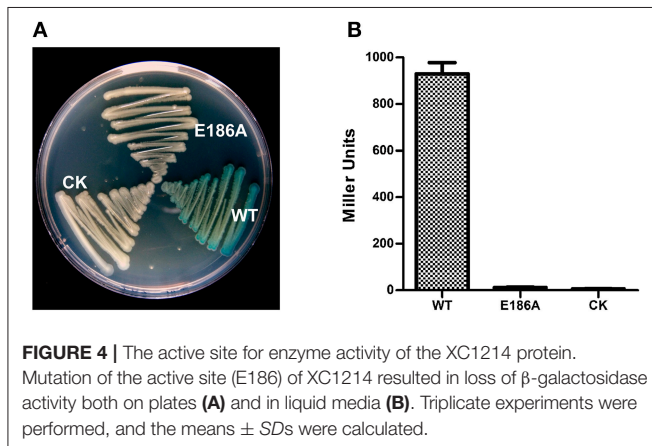 A
B
E186A
CK
WT
Miller Units
1000
800
600
400
200
0
WT E186A CK
FIGURE 4 | The active site for enzyme activity of the XC1214 protein.
Mutation of the active site (E186) of XC1214 resulted in loss of β-galactosidase
activity both on plates (A) and in liquid media (B). Triplicate experiments were
performed, and the means ± SDs were calculated.